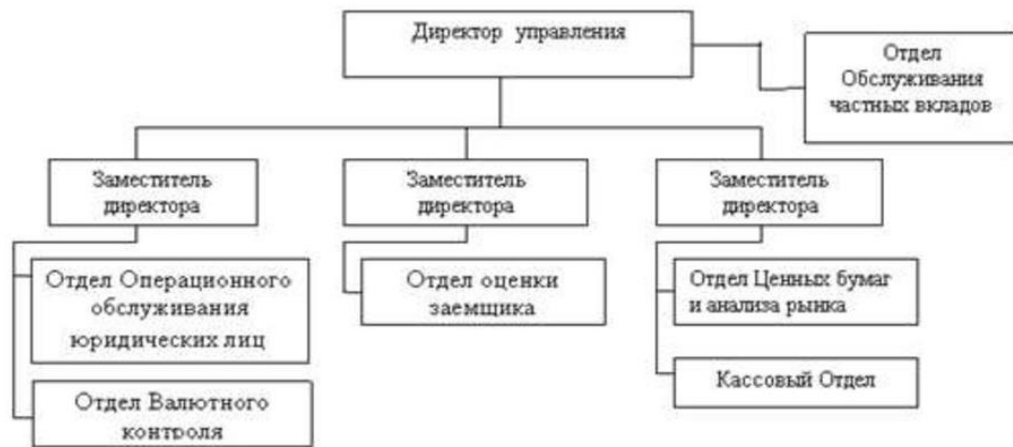 Директор управления
Отдел
Обслуживания
частных вкладов
Заместитель
директора
Заместитель
директора
Заместитель
директора
Отдел Операционного
обслуживания
юридических лиц
Отдел оценки
заемщика
Отдел Ценных бумаг
и анализа рынка
Отдел Валютного
контроля
Кассовый Отдел